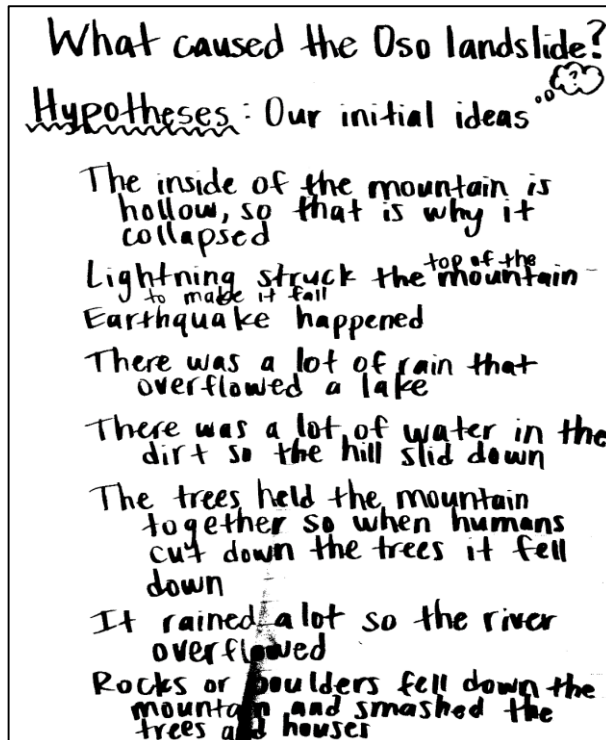 What caused the Oso landslide?
?
Hypotheses: Our initial ideas
The inside of the mountain is
hollow, so that is why it
collapsed
Lightning struck the top of the mountain
to make it fall
Earthquake happened
There was a lot of rain that
overflowed a lake
There was a lot of water in the
dirt so the hill slid down
The trees held the mountain
together so when humans
cut down the trees it fell
down
It rained a lot so the river
overflowed
Rocks or boulders fell down the
mountain and smashed the
trees and houses